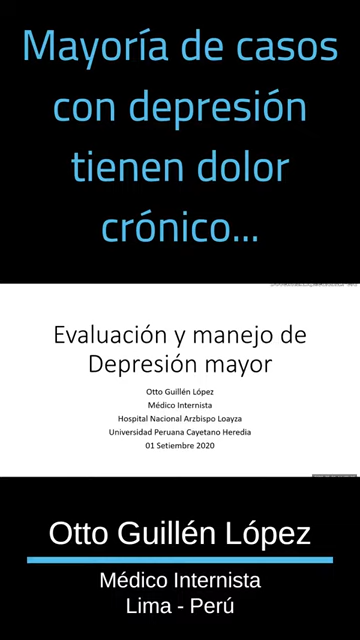 Mayoría de casos
con depresión
tienen dolor
crónico...
Evaluación y manejo de
Depresión mayor
Otto Guillén López
Médico Internista
Hospital Nacional Arzbispo Loayza
Universidad Peruana Cayetano Heredia
01 Setiembre 2020
Otto Guillén López
Médico Internista
Lima - Perú